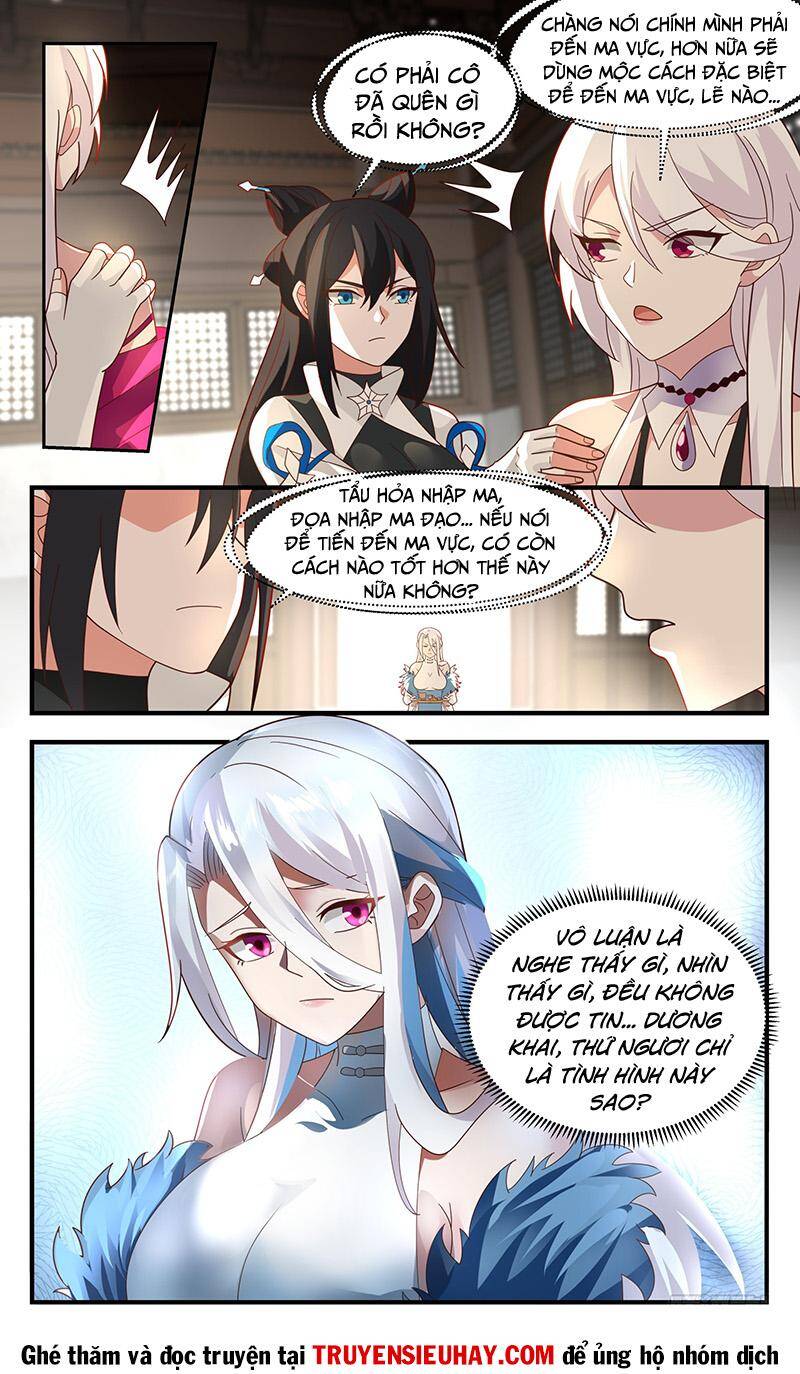 CÓ PHẢI CÔ
ĐÃ QUÊN GÌ
RỒI KHÔNG?
CHÀNG NÓI CHÍNH MÌNH PHẢI
ĐẾN MA VỰC, HƠN NỮA SẼ
DÙNG MỘC CÁCH ĐẶC BIỆT
ĐỂ ĐẾN MA VỰC, LẼ NÀO...
TẨU HỎA NHẬP MA,
ĐỌA NHẬP MA ĐẠO... NẾU NÓI
ĐỂ TIẾN ĐẾN MA VỰC, CÓ CÒN
CÁCH NÀO TỐT HƠN THẾ NÀY
NỮA KHÔNG?
VÔ LUẬN LÀ
NGHE THẤY GÌ, NHÌN
THẤY GÌ, ĐỀU KHÔNG
ĐƯỢC TIN... DƯƠNG
KHAI, THỨ NGƯƠI CHỈ
LÀ TÌNH HÌNH NÀY
SAO?
Ghé thăm và đọc truyện tại TRUYENSIEUHAY.COM để ủng hộ nhóm dịch